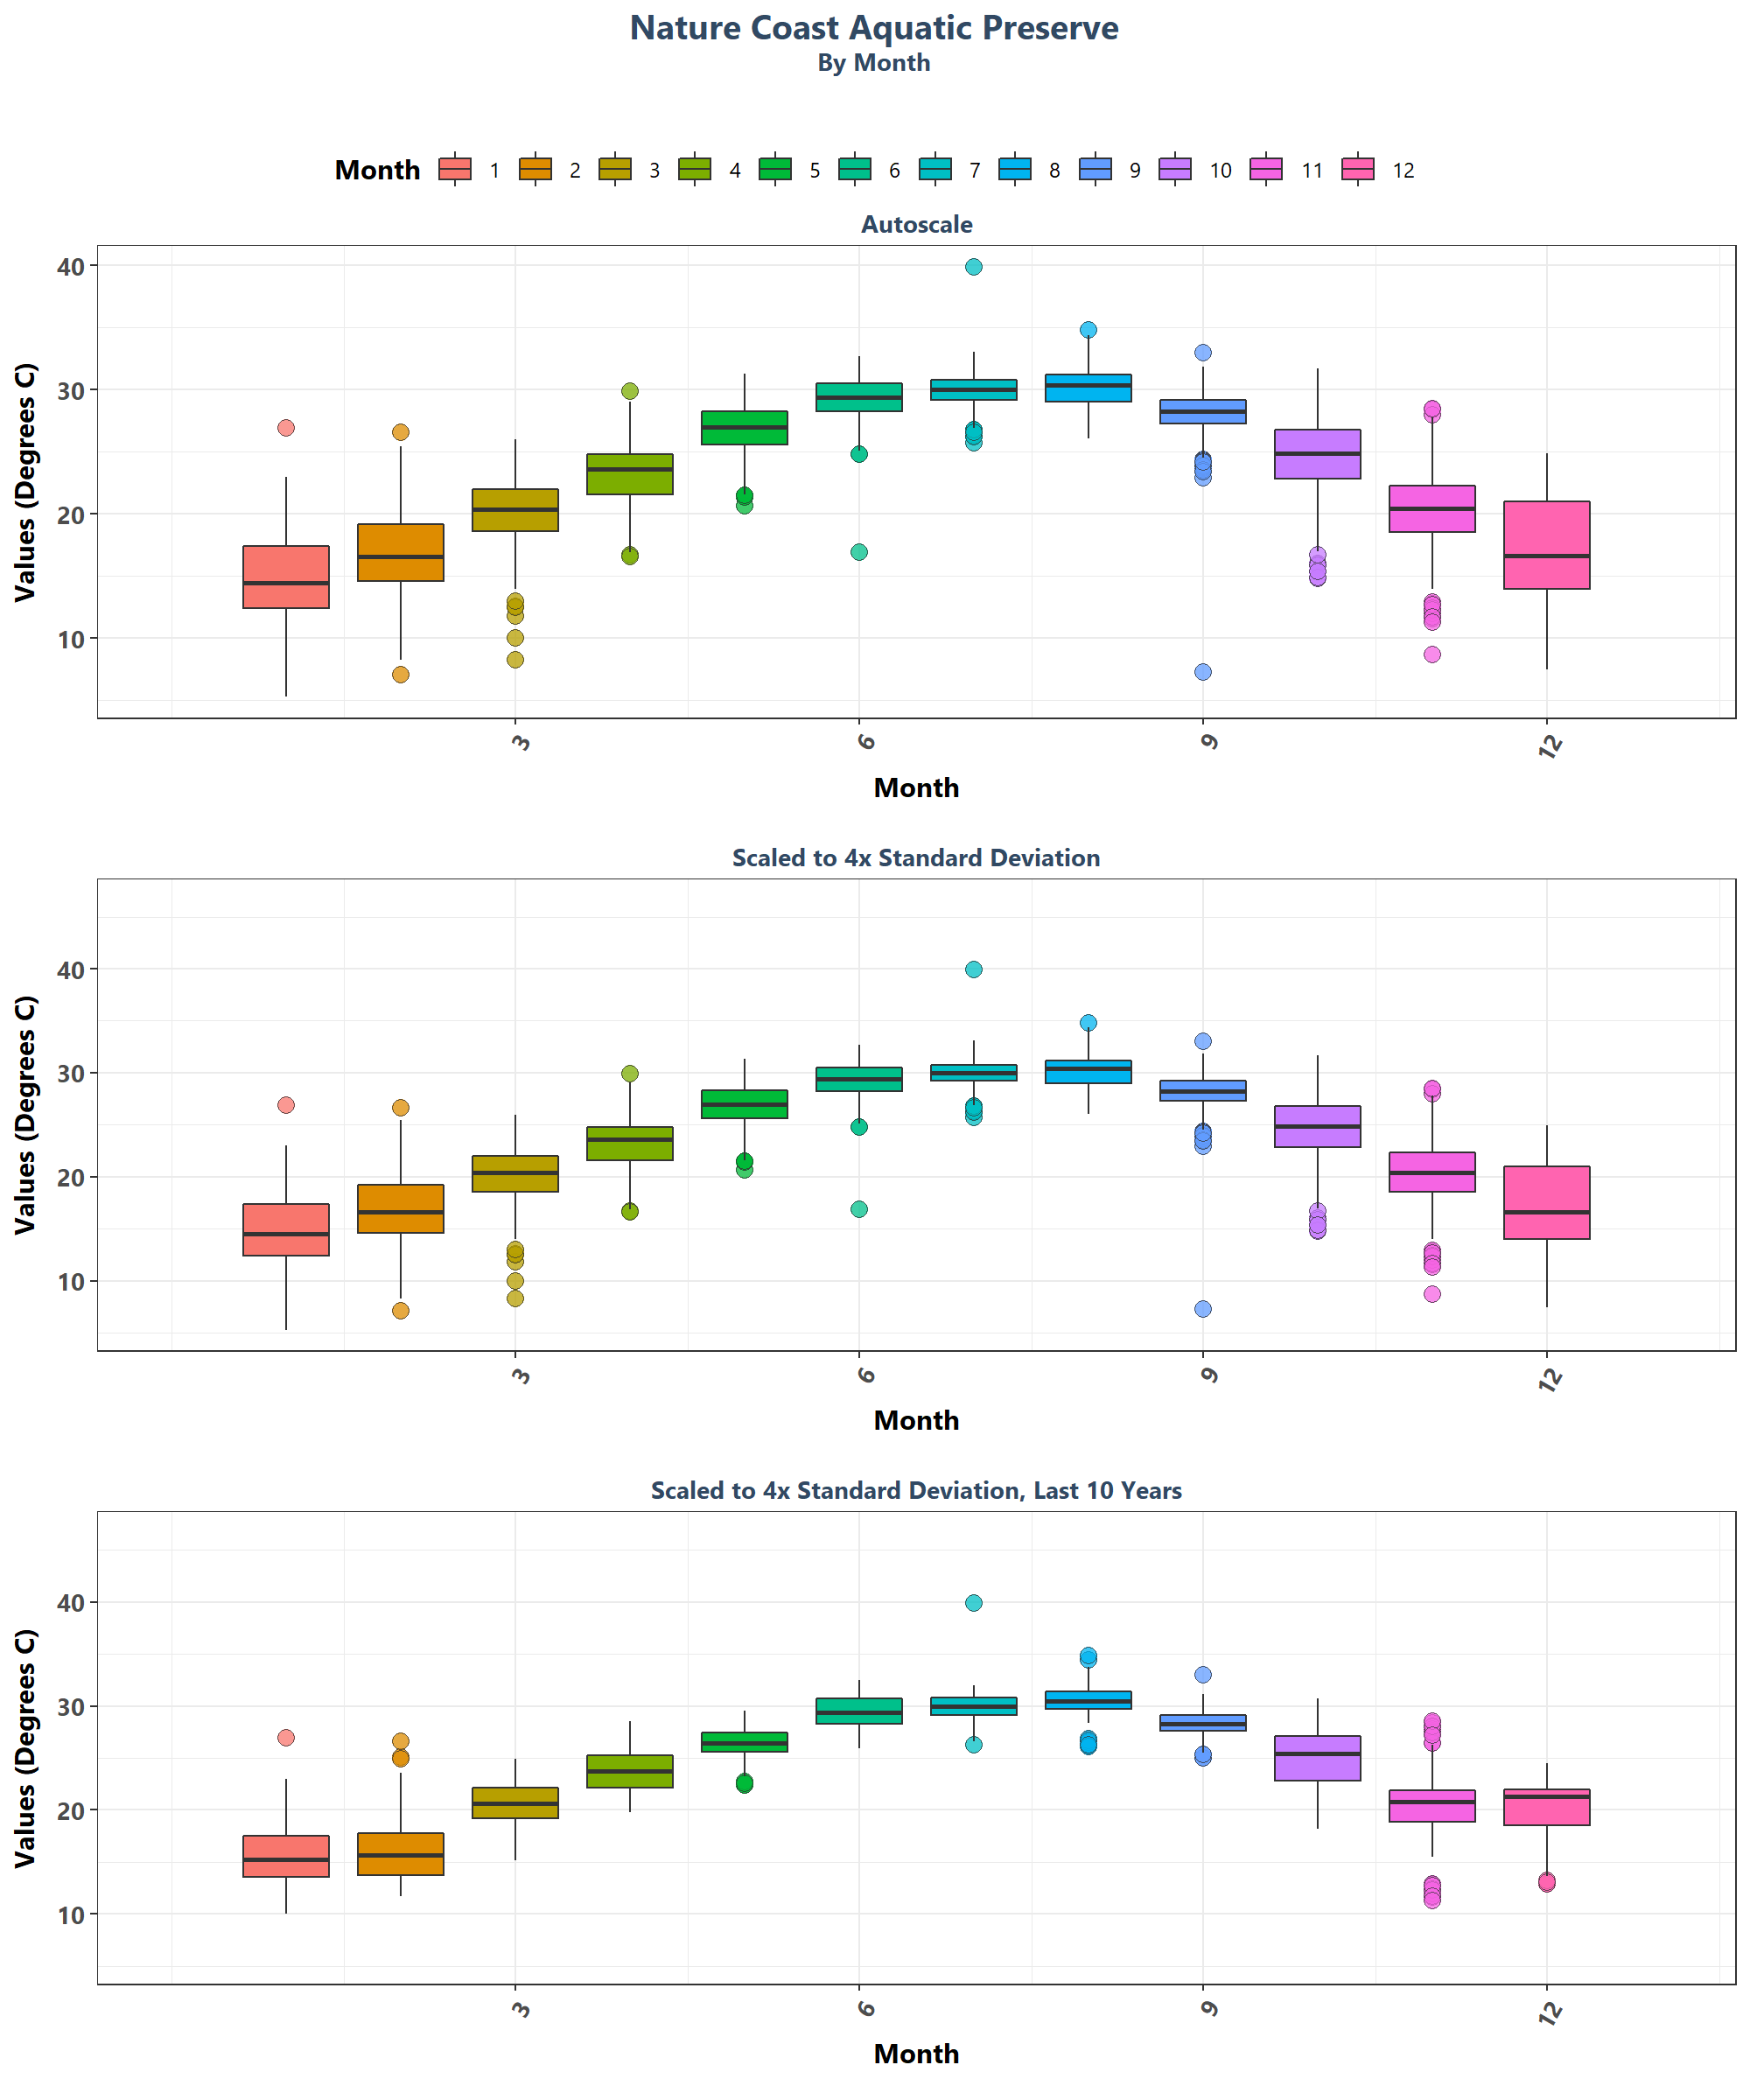 Nature Coast Aquatic Preserve
By Month
Month 1 2 3 4 5 6 7 8 9 10 11 12
Autoscale
Values (Degrees C)
40
30
20
10
3 6 9 12
Month
Scaled to 4x Standard Deviation
Values (Degrees C)
40
30
20
10
3 6 9 12
Month
Scaled to 4x Standard Deviation, Last 10 Years
Values (Degrees C)
40
30
20
10
3 6 9 12
Month